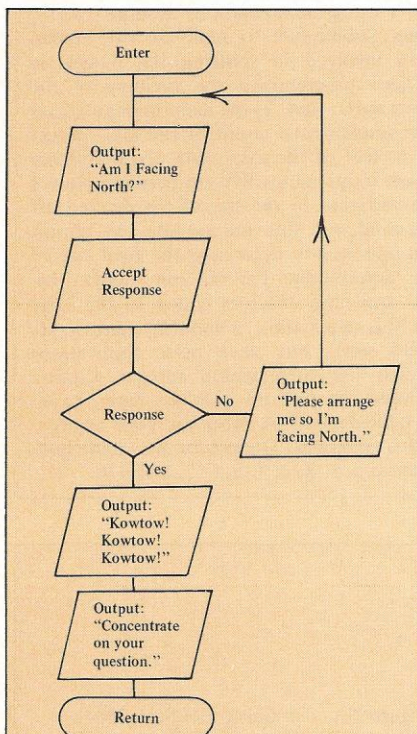 Enter
Output:
“Am I Facing
North?”
Accept
Response
Response
No
Output:
“Please arrange
me so I’m
facing North.”
Yes
Output:
“Kowtow!
Kowtow!
Kowtow!”
Output:
“Concentrate
on your
question.”
Return